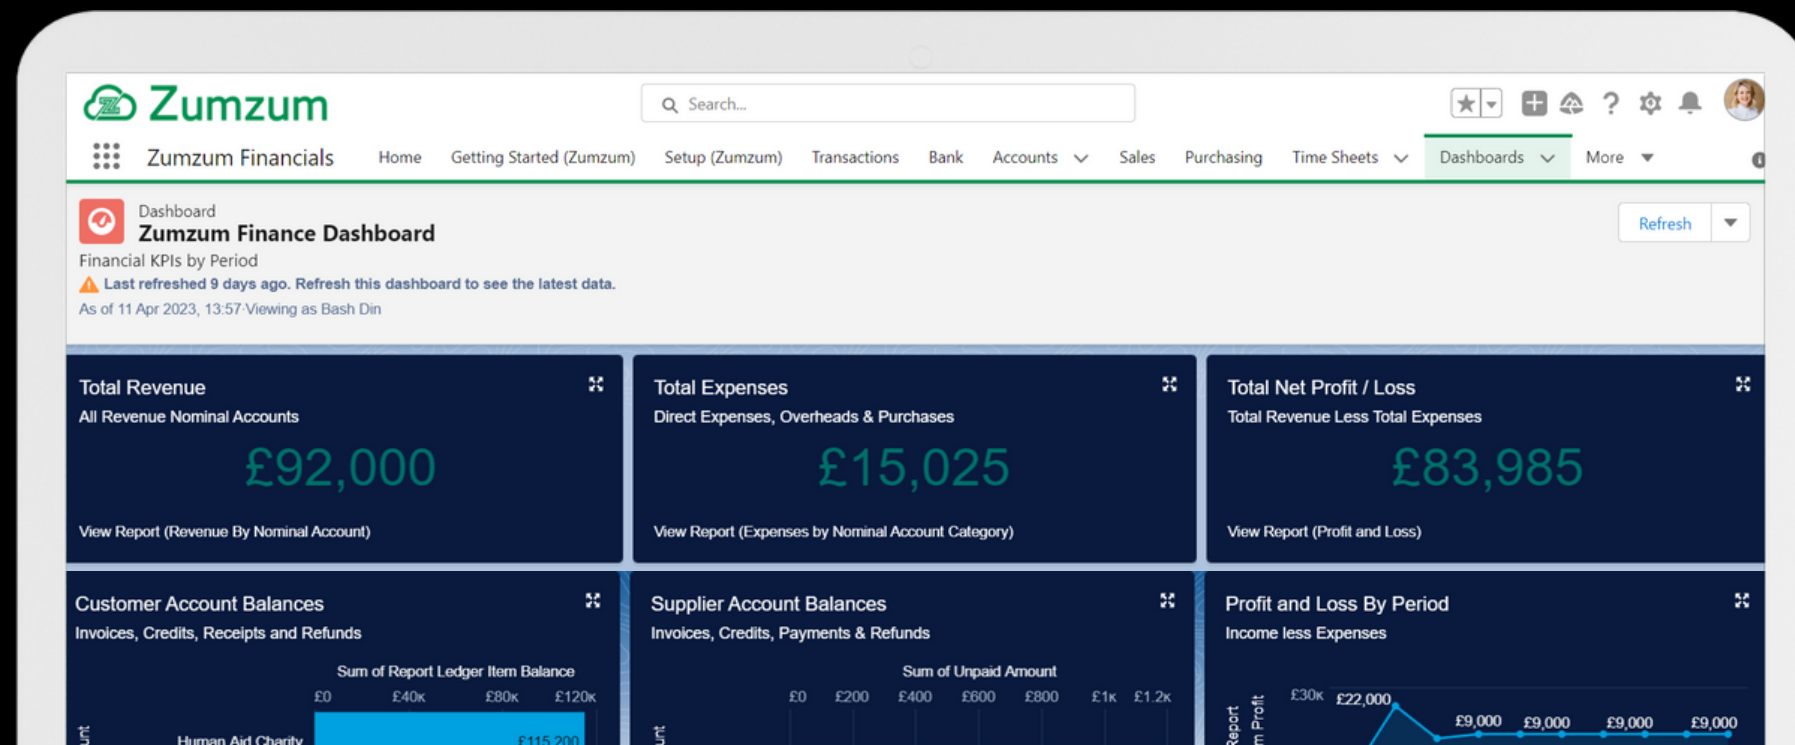 Zumzum
Search...
Zumzum Financials Home Getting Started (Zumzum) Setup (Zumzum) Transactions Bank Accounts Sales Purchasing Time Sheets Dashboards More
Dashboard
Zumzum Finance Dashboard
Refresh
Financial KPIs by Period
Last refreshed 9 days ago. Refresh this dashboard to see the latest data.
As of 11 Apr 2023, 13:57·Viewing as Bash Din
Total Revenue
All Revenue Nominal Accounts
£92,000
View Report (Revenue By Nominal Account)
Total Expenses
Direct Expenses, Overheads & Purchases
£15,025
View Report (Expenses by Nominal Account Category)
Total Net Profit / Loss
Total Revenue Less Total Expenses
£83,985
View Report (Profit and Loss)
Customer Account Balances
Invoices, Credits, Receipts and Refunds
Sum of Report Ledger Item Balance
£0 £40K £80K £120K
Human Aid Charity £115,200
Supplier Account Balances
Invoices, Credits, Payments & Refunds
Sum of Unpaid Amount
£0 £200 £400 £600 £800 £1K £1.2K
Profit and Loss By Period
Income less Expenses
Report
Profit
£30K £22,000
£9,000 £9,000 £9,000 £9,000